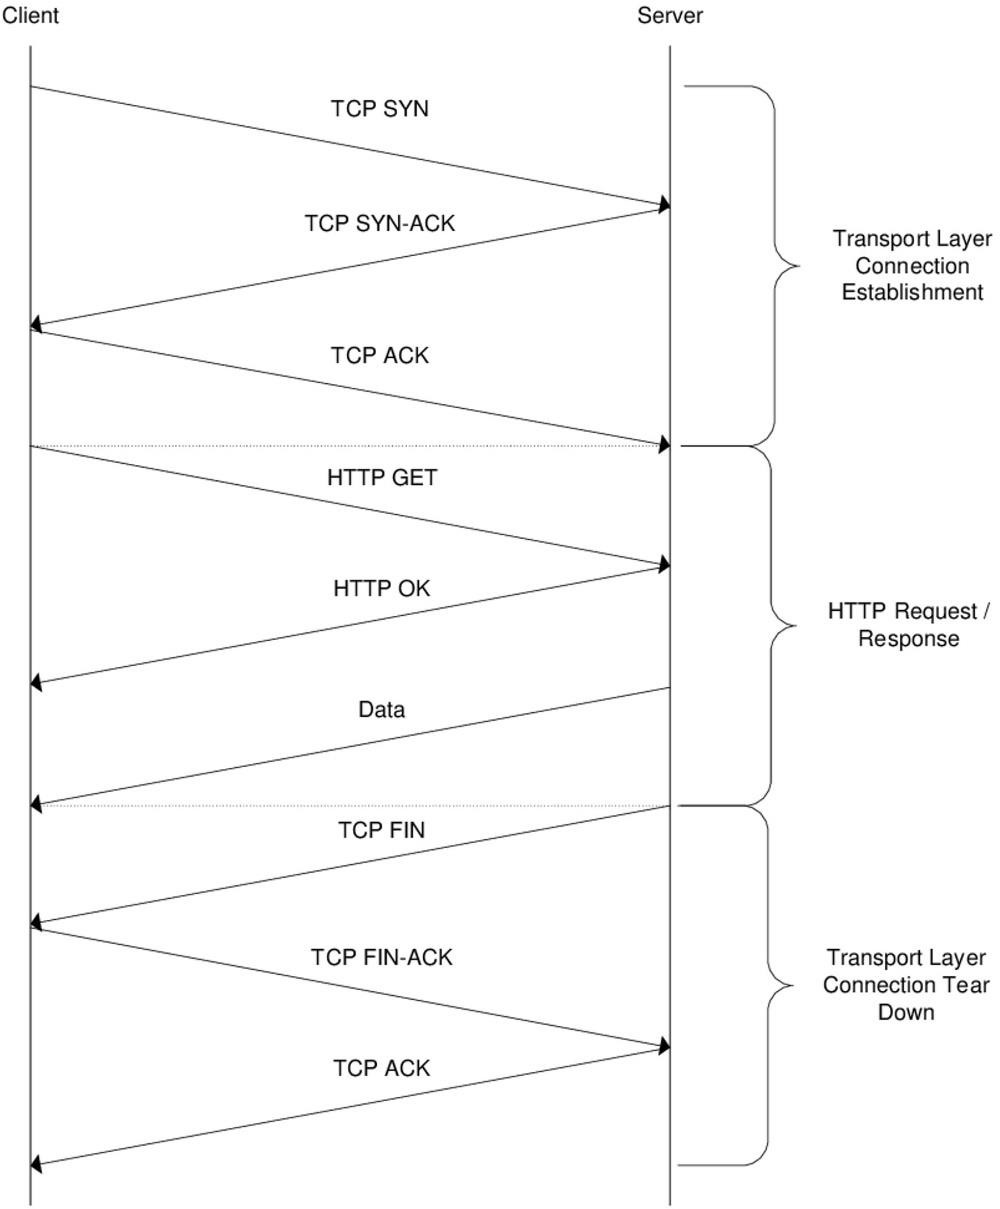 Client
Server
TCP SYN
TCP SYN-ACK
Transport Layer
Connection
Establishment
TCP ACK
HTTP GET
HTTP OK
HTTP Request /
Response
Data
TCP FIN
TCP FIN-ACK
Transport Layer
Connection Tear
Down
TCP ACK